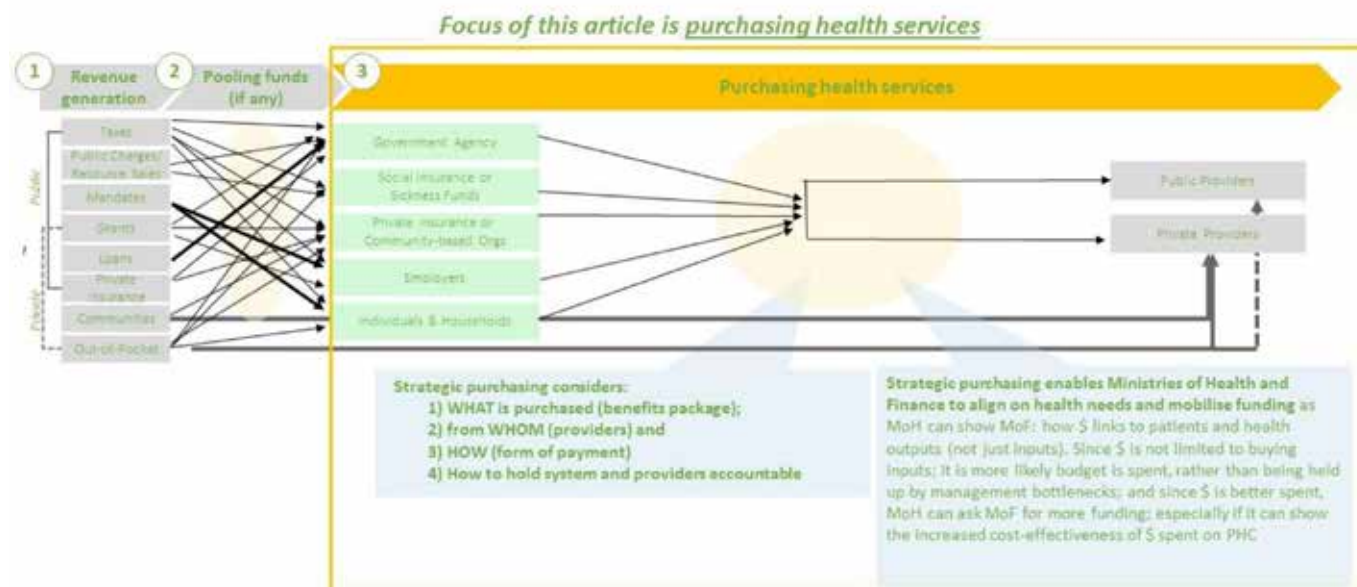 Focus of this article is purchasing health services
1
Revenue
generation
2
Pooling funds
(if any)
3
Purchasing health services
Public
Private
Taxes
Public Charges/
Resource Sales
Mandates
Grants
Loans
Private
Insurance
Communities
Out-of-Pocket
Government Agency
Social Insurance or
Sickness Funds
Private Insurance or
Community-based Orgs
Employers
Individuals & Households
Public Providers
Private Providers
Strategic purchasing considers:
1) WHAT is purchased (benefits package);
2) from WHOM (providers) and
3) HOW (form of payment)
4) How to hold system and providers accountable
Strategic purchasing enables Ministries of Health and
Finance to align on health needs and mobilise funding as
MoH can show MoF: how $ links to patients and health
outputs (not just inputs). Since $ is not limited to buying
inputs; it is more likely budget is spent, rather than being held
up by management bottlenecks; and since $ is better spent,
MoH can ask MoF for more funding; especially if it can show
the increased cost-effectiveness of $ spent on PHC